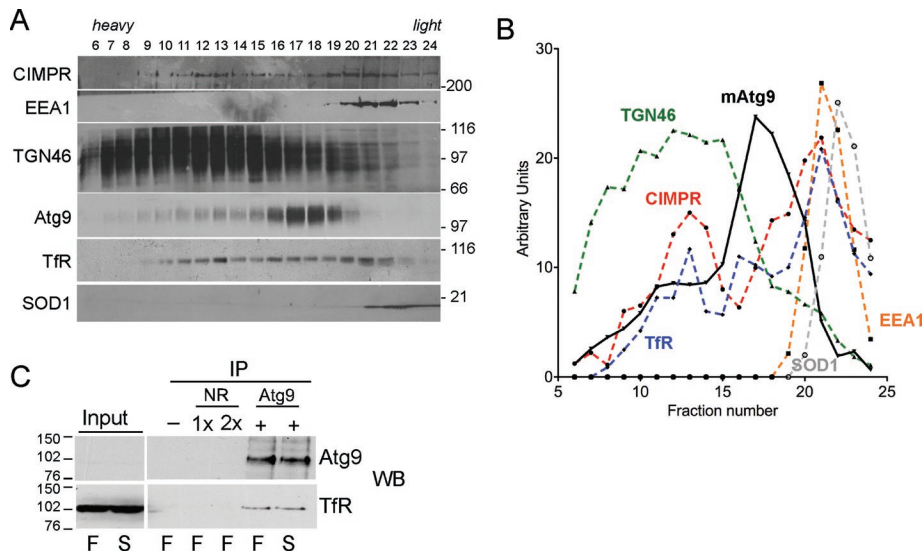 A
heavy
light
6 7 8 9 10 11 12 13 14 15 16 17 18 19 20 21 22 23 24
CIMPR
200
EEA1
TGN46
116
97
66
Atg9
97
TfR
116
SOD1
21
B
30
20
10
0
Arbitrary Units
5 10 15 20 25
Fraction number
TGN46
mAtg9
CIMPR
TfR
EEA1
SOD1
C
IP
NR Atg9
Input – 1x 2x + +
150
102
76
Atg9
WB
150
102
76
TfR
F S F F F F S